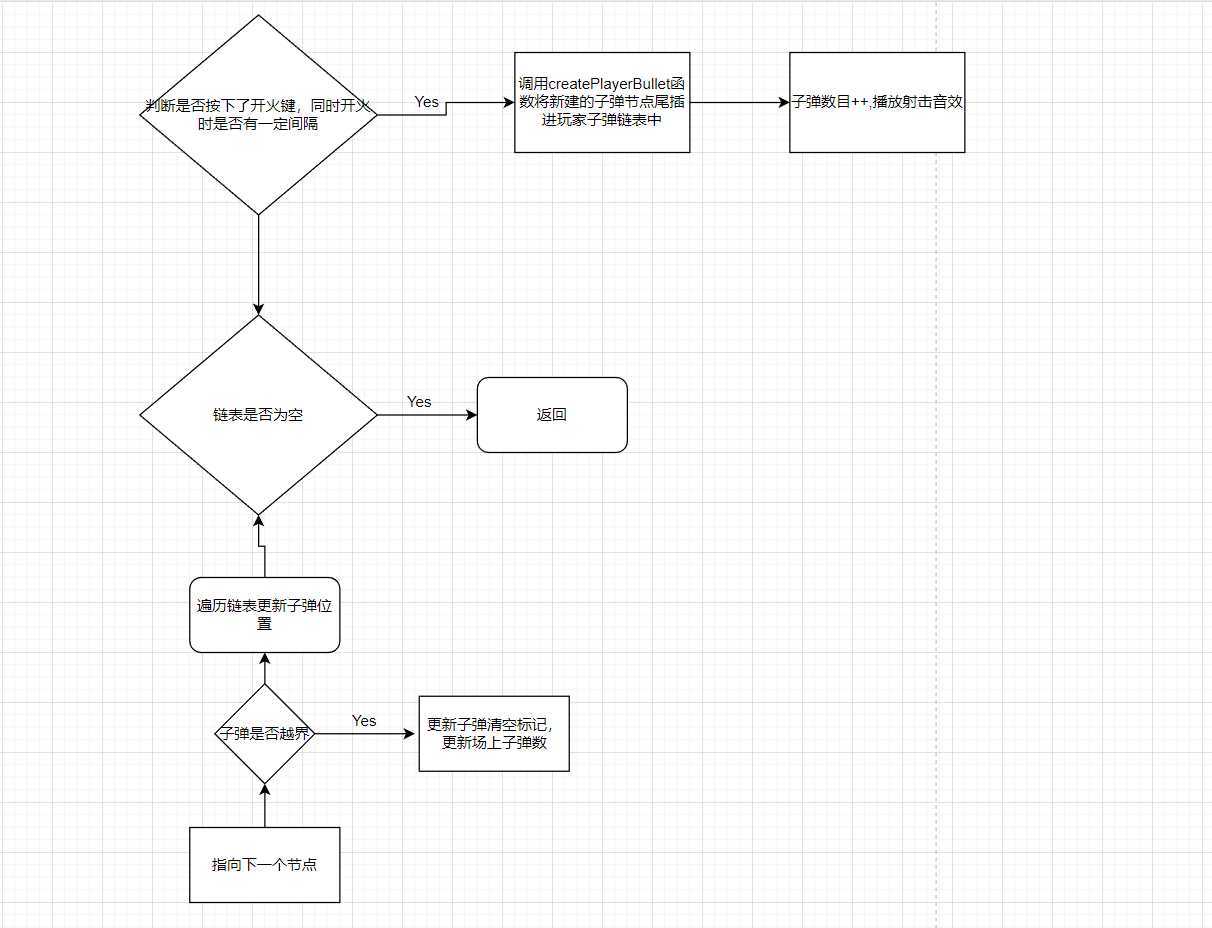 判断是否按下了开火键，同时开火
时是否有一定间隔
Yes
调用createPlayerBullet函
数将新建的子弹节点尾插
进玩家子弹链表中
子弹数目++,播放射击音效
链表是否为空
Yes
返回
遍历链表更新子弹位
置
子弹是否越界
Yes
更新子弹清空标记，
更新场上子弹数
指向下一个节点